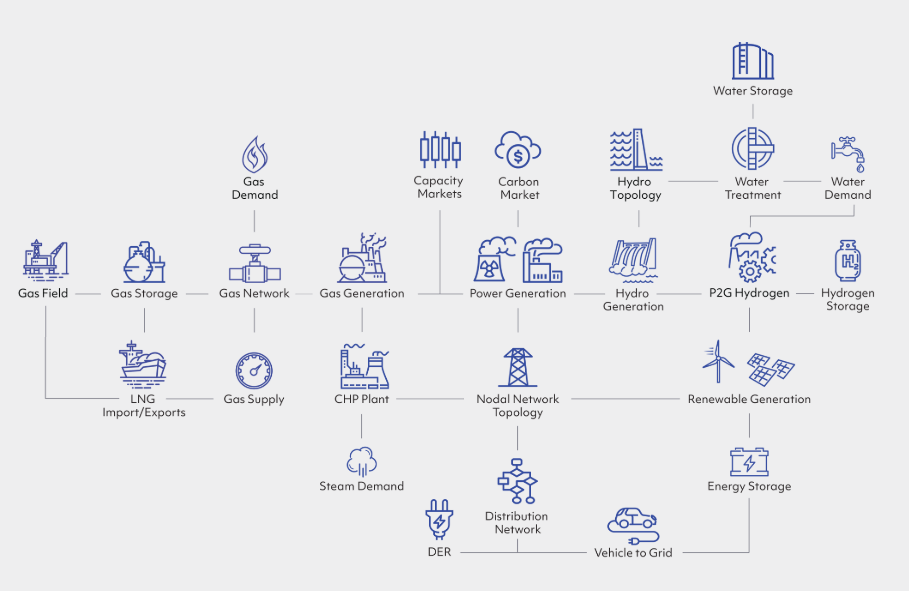 Water Storage
Gas
Demand
Capacity
Markets
Carbon
Market
$
Hydro
Topology
Water
Treatment
Water
Demand
Gas Field
Gas Storage
Gas Network
Gas Generation
Power Generation
Hydro
Generation
P2G Hydrogen
H2
Hydrogen
Storage
LNG
Import/Exports
Gas Supply
CHP Plant
Nodal Network
Topology
Renewable Generation
Steam Demand
Energy Storage
Distribution
Network
DER
Vehicle to Grid